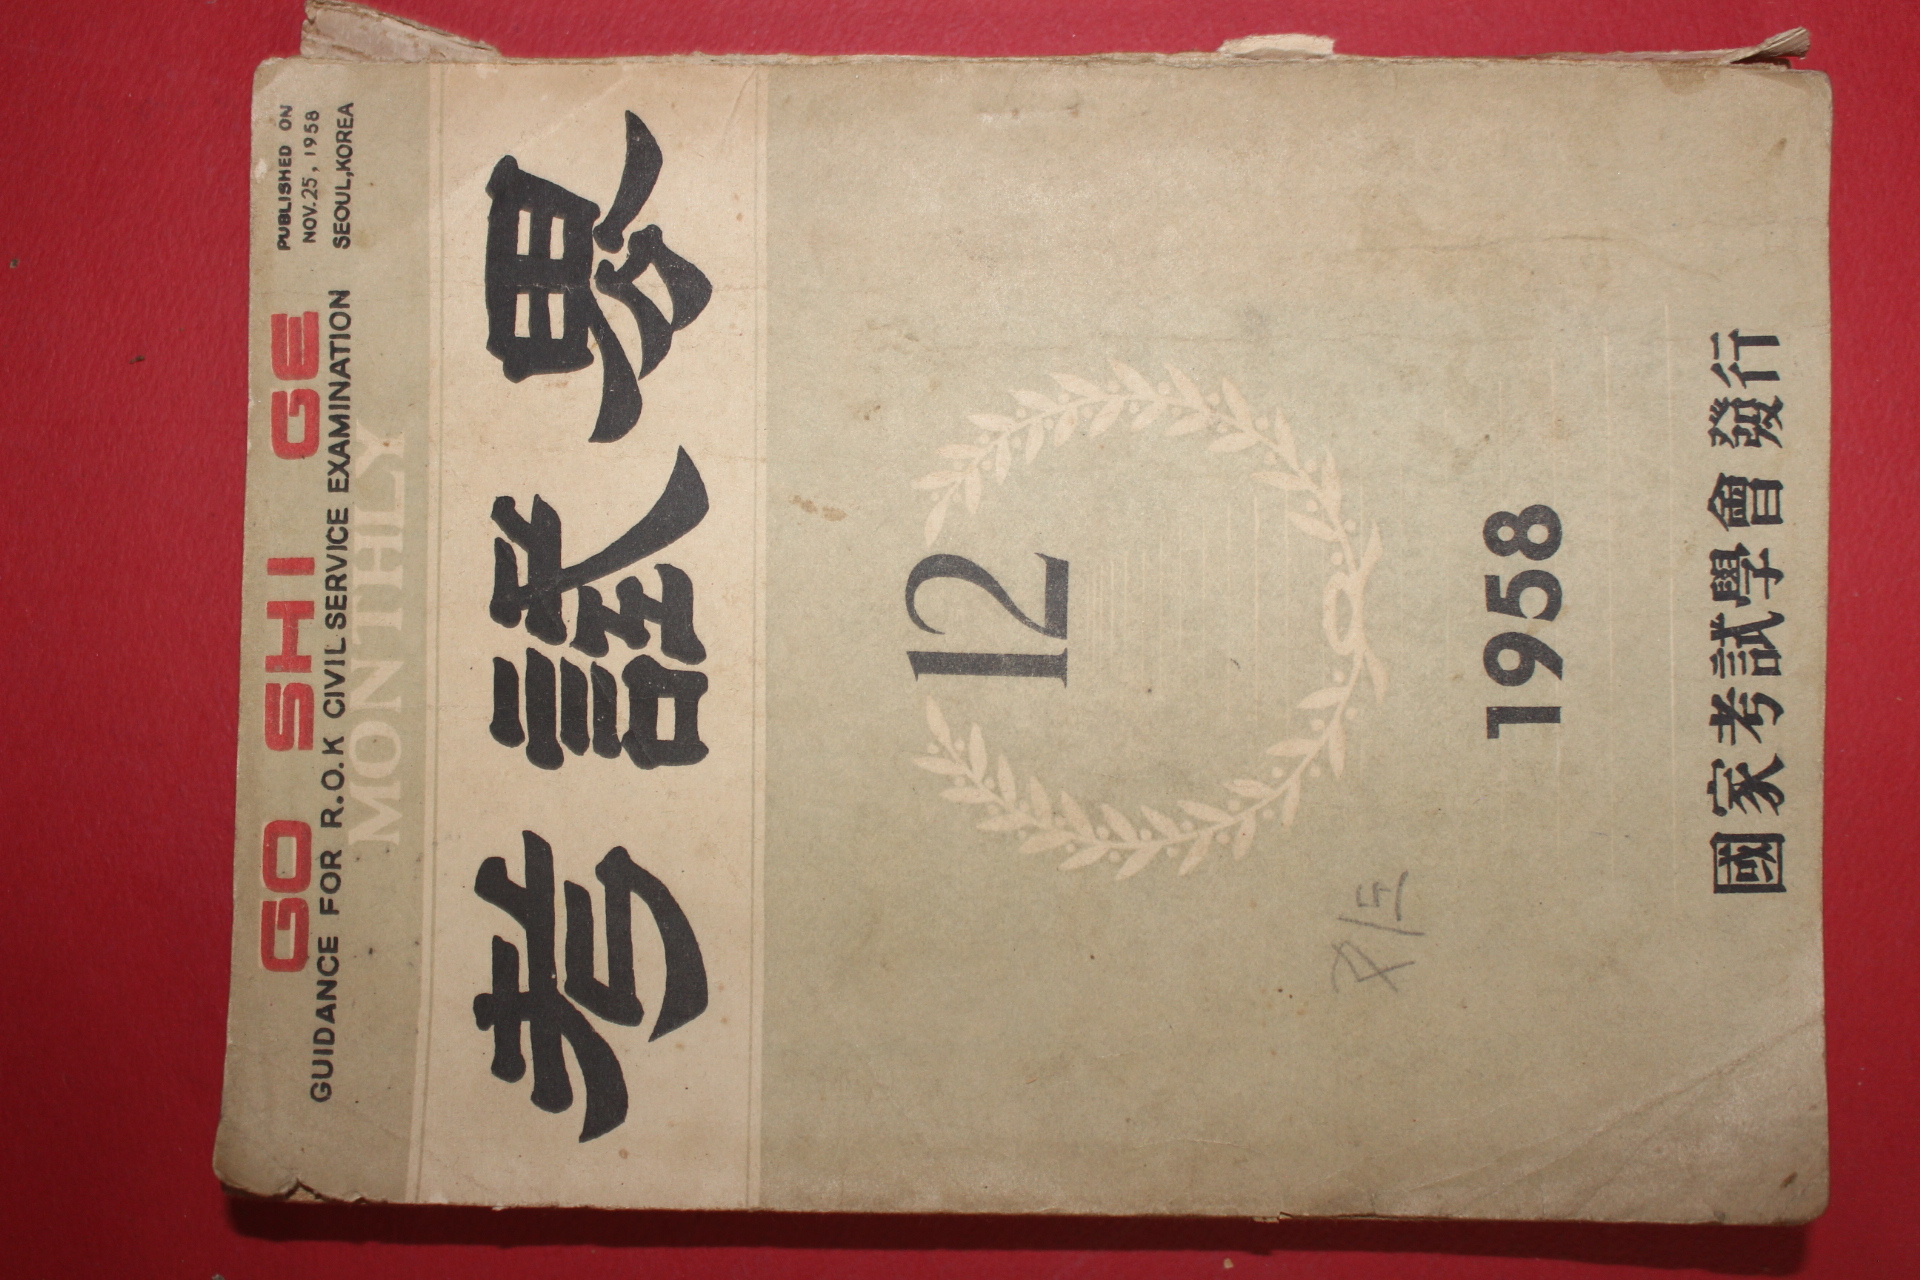 GO SHI GE
PUBLISHED ON
NOV.25, 1958
SEOUL,KOREA
GUIDANCE FOR R.O.K CIVIL SERVICE EXAMINATION
MONTHLY
考試界
12
1958
國家考試學會 發行